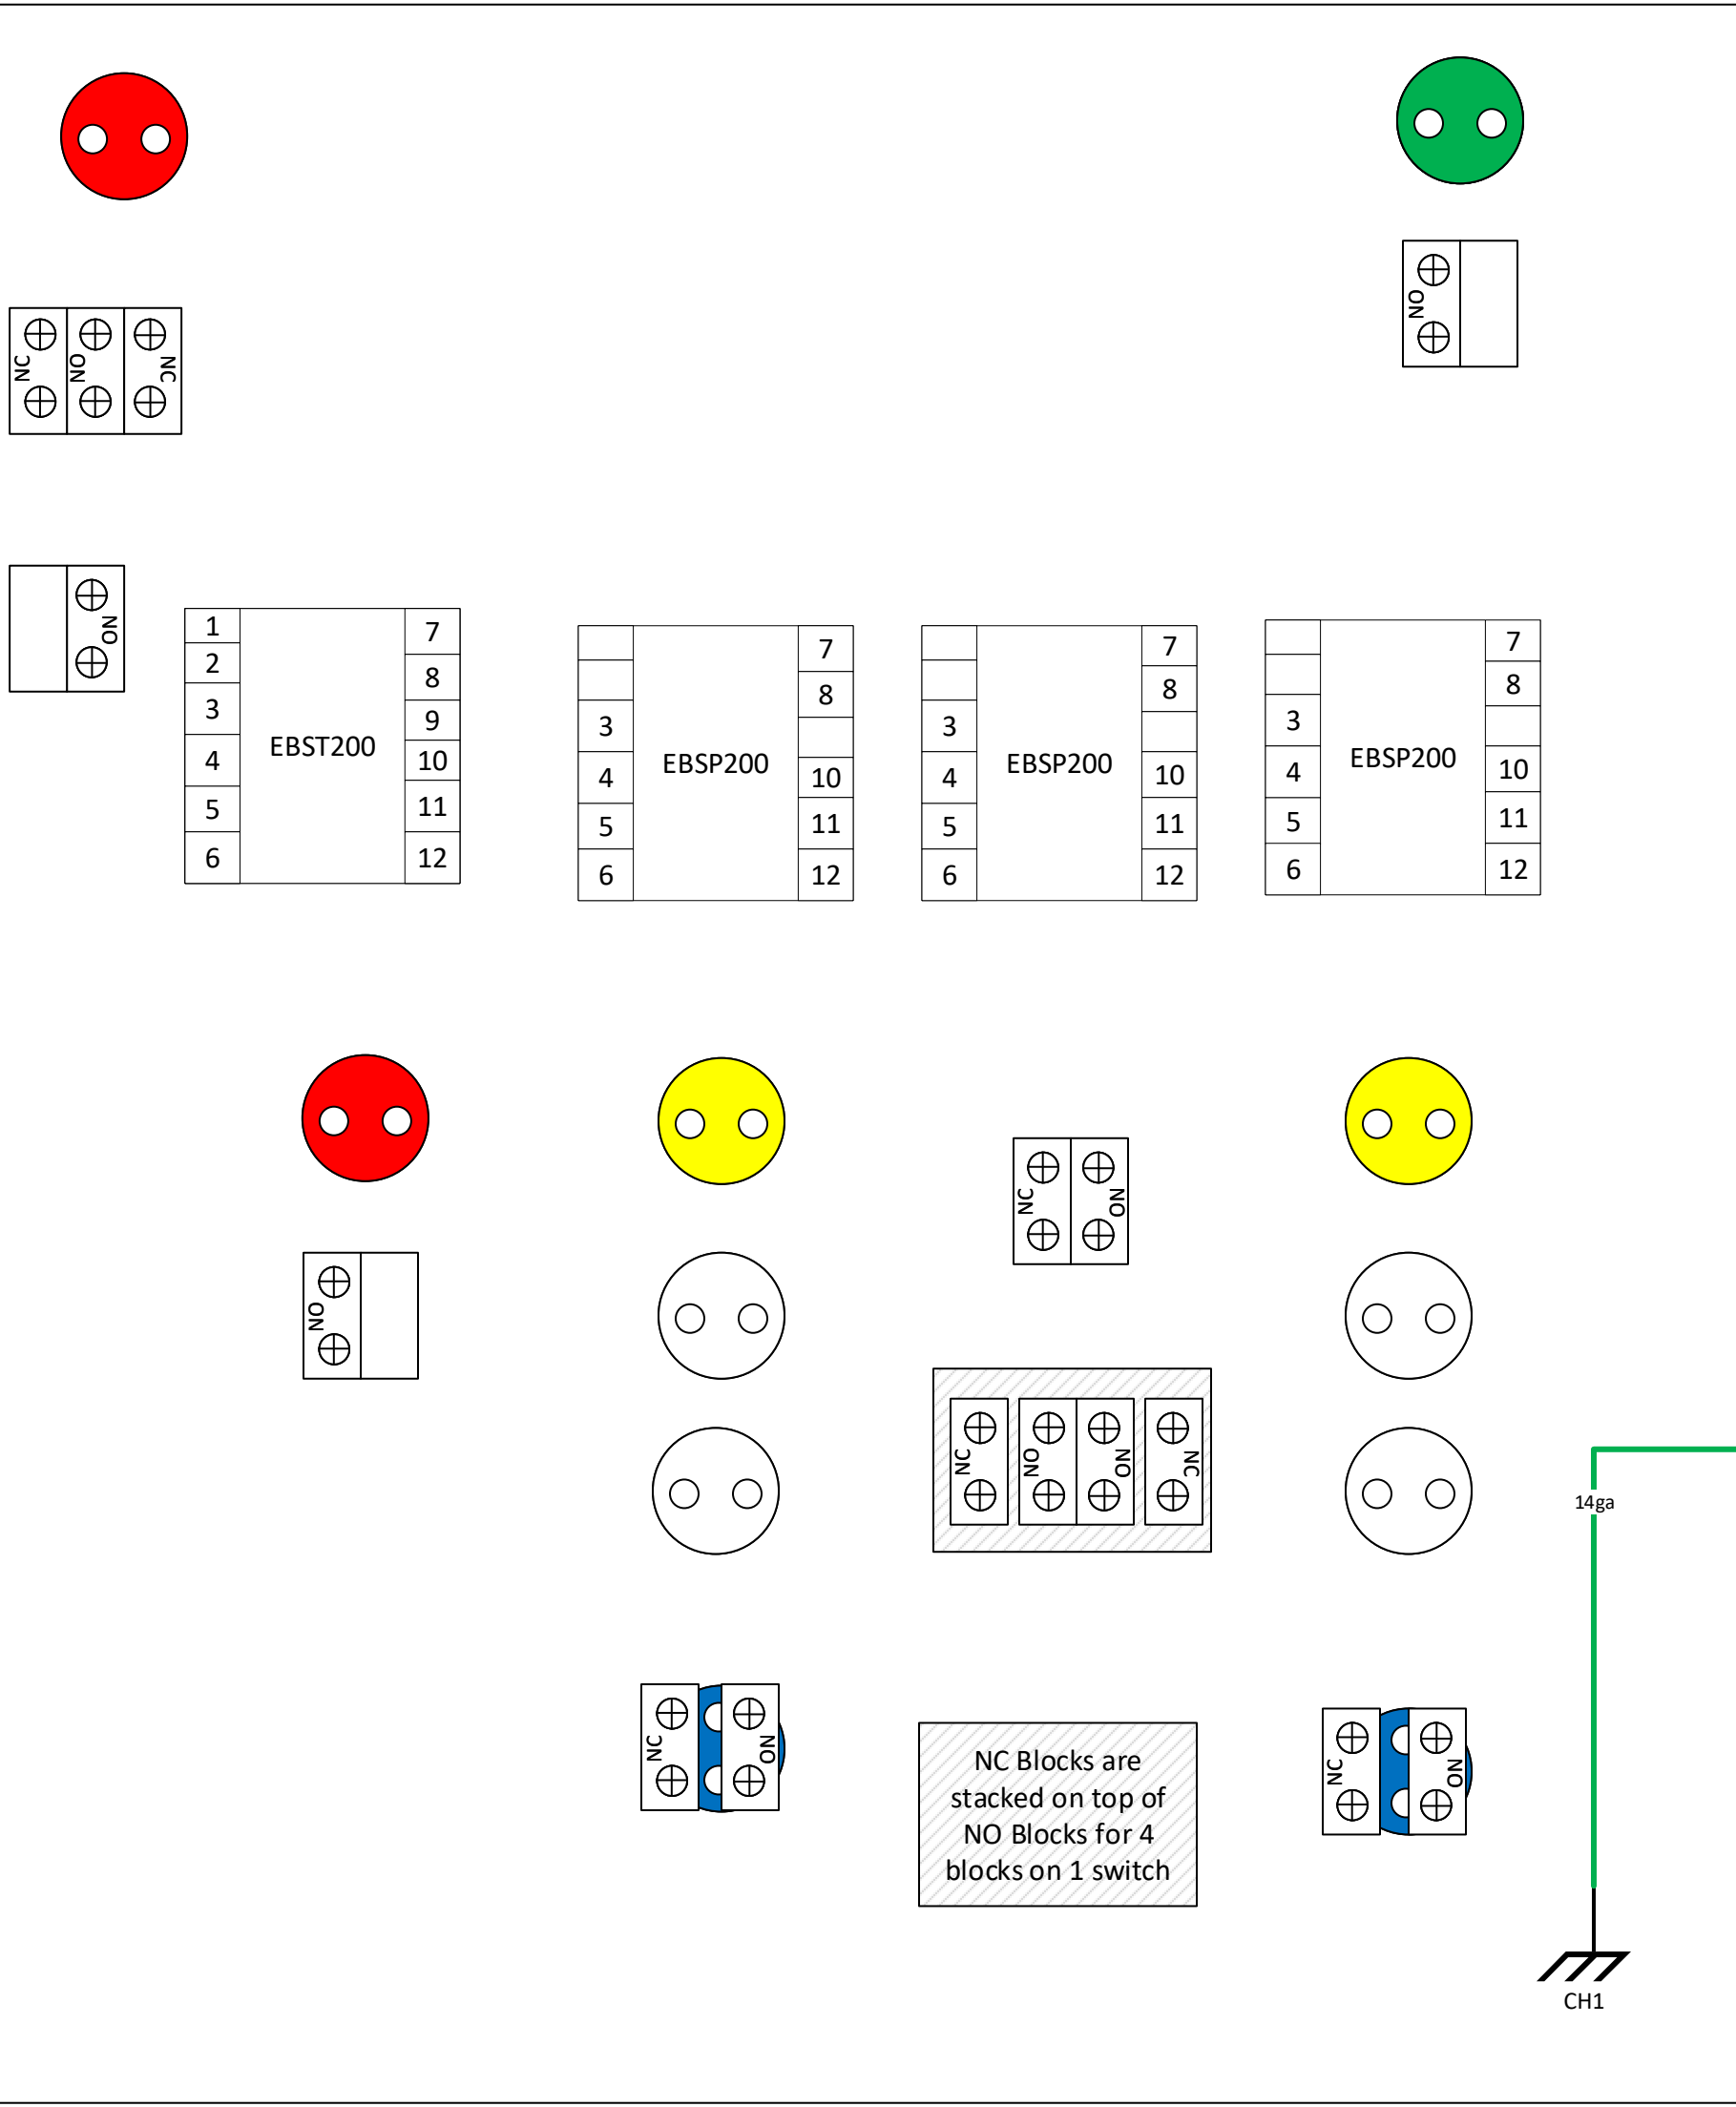 NO
NC
NO
NC
NO
1
2
3
4
5
6
EBST200
7
8
9
10
11
12
3
4
5
6
EBSP200
7
8
10
11
12
3
4
5
6
EBSP200
7
8
10
11
12
3
4
5
6
EBSP200
7
8
10
11
12
NC
NO
NO
NC
NO
NO
NC
14ga
NC
NO
NC Blocks are
stacked on top of
NO Blocks for 4
blocks on 1 switch
NC
NO
CH1